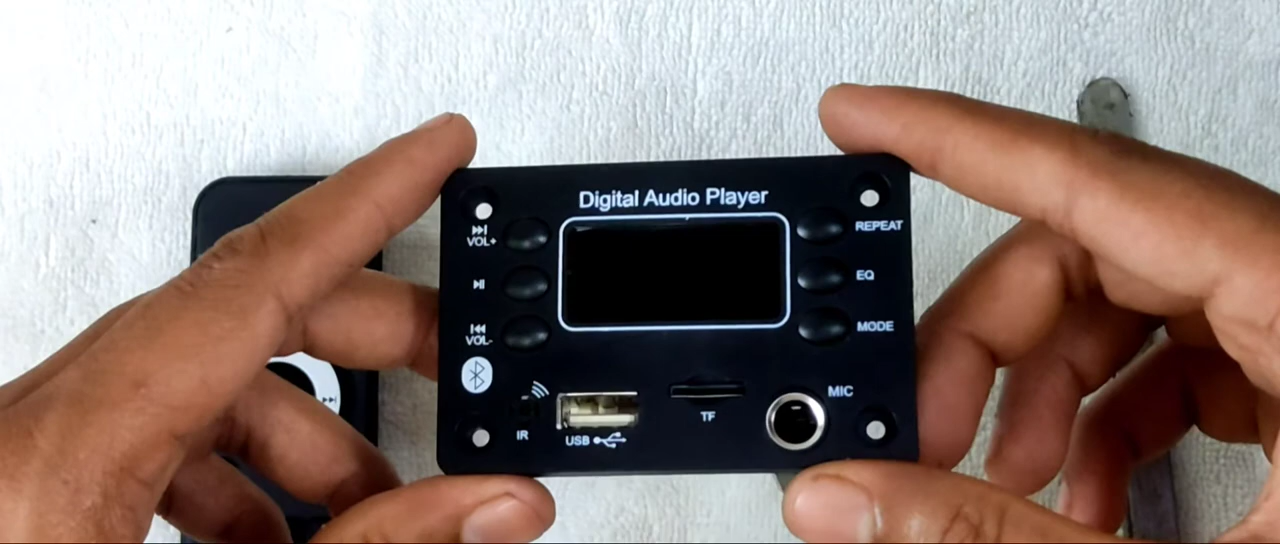 Digital Audio Player
VOL+
REPEAT
EQ
VOL-
MODE
MIC
IR
USB
TF